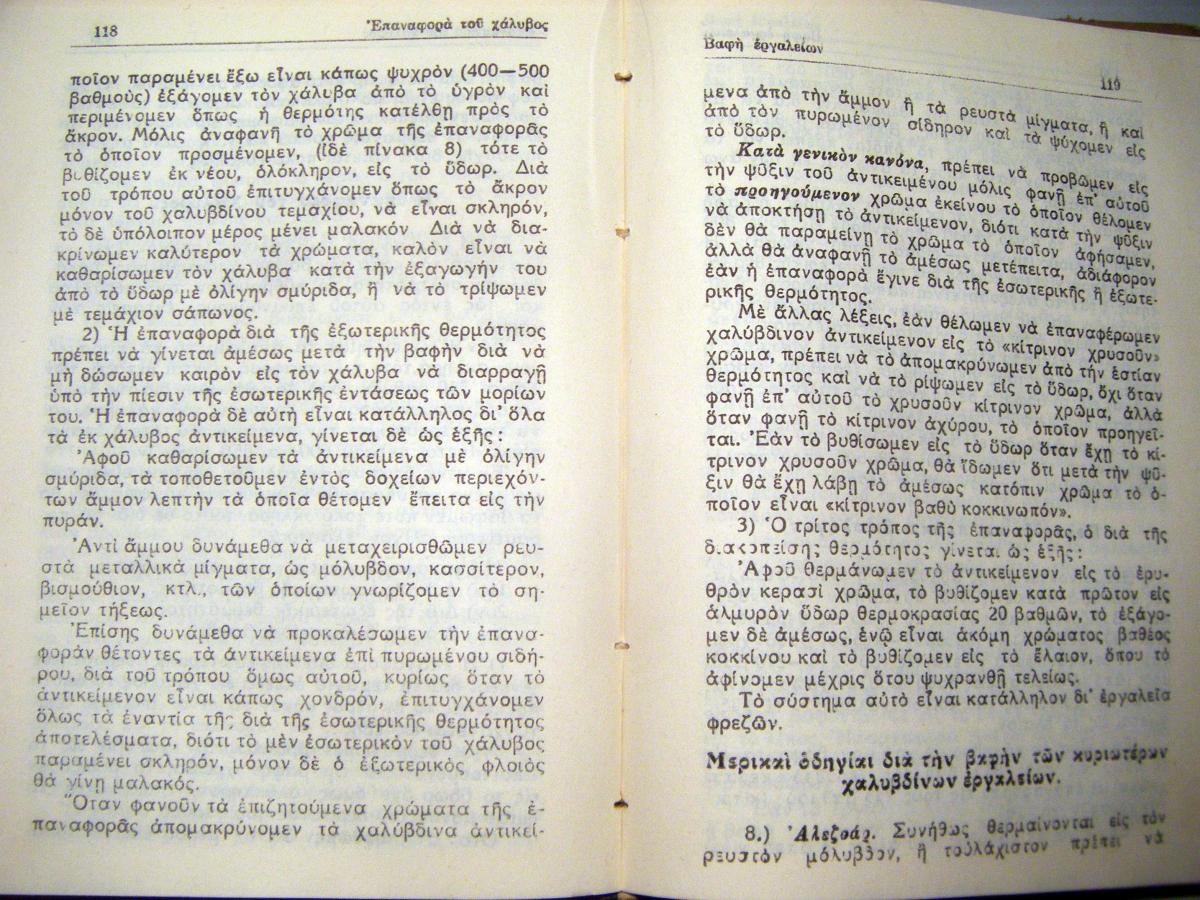 118
Ἐπαναφορὰ τοῦ χάλυβος
ποῖον παραμένει ἔξω εἶναι κάπως ψυχρὸν (400—500
βαθμοὺς) ἐξάγομεν τὸν χάλυβα ἀπὸ τὸ ὑγρὸν καὶ
περιμένομεν ὅπως ἡ θερμότης κατέλθη πρὸς τὸ
ἄκρον. Μόλις ἀναφανῆ τὸ χρῶμα τῆς ἐπαναφορᾶς
τὸ ὁποῖον προσμένομεν, (ἰδὲ πίνακα 8) τότε τὸ
βυθίζομεν ἐκ νέου, ὁλόκληρον, εἰς τὸ ὕδωρ. Διὰ
τοῦ τρόπου αὐτοῦ ἐπιτυγχάνομεν ὅπως τὸ ἄκρον
μόνον τοῦ χαλυβδίνου τεμαχίου, νὰ εἶναι σκληρόν,
τὸ δὲ ὑπόλοιπον μέρος μένει μαλακόν Διὰ νὰ δια-
κρίνωμεν καλύτερον τὰ χρώματα, καλὸν εἶναι νὰ
καθαρίσωμεν τὸν χάλυβα κατὰ τὴν ἐξαγωγήν του
ἀπὸ τὸ ὕδωρ μὲ ὀλίγην σμύριδα, ἢ νὰ τὸ τρίψωμεν
μὲ τεμάχιον σάπωνος.
2) Ἡ ἐπαναφορὰ διὰ τῆς ἐξωτερικῆς θερμότητος
πρέπει νὰ γίνεται ἀμέσως μετὰ τὴν βαφὴν διὰ νὰ
μὴ δώσωμεν καιρὸν εἰς τὸν χάλυβα νὰ διαρραγῆ
ὑπὸ τὴν πίεσιν τῆς ἐσωτερικῆς ἐντάσεως τῶν μορίων
του. Ἡ ἐπαναφορὰ δὲ αὐτὴ εἶναι κατάλληλος δι' ὅλα
τὰ ἐκ χάλυβος ἀντικείμενα, γίνεται δὲ ὡς ἑξῆς :
Ἀφοῦ καθαρίσωμεν τὰ ἀντικείμενα μὲ ὀλίγην
σμύριδα, τὰ τοποθετοῦμεν ἐντὸς δοχείων περιεχόν-
των ἄμμον λεπτὴν τὰ ὁποῖα θέτομεν ἔπειτα εἰς τὴν
πυράν.
Ἀντὶ ἄμμου δυνάμεθα νὰ μεταχειρισθῶμεν ρευ-
στὰ μεταλλικὰ μίγματα, ὡς μόλυβδον, κασσίτερον,
βισμούθιον, κτλ., τῶν ὁποίων γνωρίζομεν τὸ ση-
μεῖον τήξεως.
Ἐπίσης δυνάμεθα νὰ προκαλέσωμεν τὴν ἐπανα-
φορὰν θέτοντες τὰ ἀντικείμενα ἐπὶ πυρωμένου σιδή-
ρου, διὰ τοῦ τρόπου ὅμως αὐτοῦ, κυρίως ὅταν τὸ
ἀντικείμενον εἶναι κάπως χονδρόν, ἐπιτυγχάνομεν
ὅλως τὰ ἐναντία τῆς διὰ τῆς ἐσωτερικῆς θερμότητος
ἀποτελέσματα, διότι τὸ μὲν ἐσωτερικὸν τοῦ χάλυβος
παραμένει σκληρόν, μόνον δὲ ὁ ἐξωτερικὸς φλοιὸς
θὰ γίνῃ μαλακός.
Ὅταν φανοῦν τὰ ἐπιζητούμενα χρώματα τῆς ἐ-
παναφορᾶς ἀπομακρύνομεν τὰ χαλύβδινα ἀντικεί-
Βαφὴ ἐργαλείων
119
μενα ἀπὸ τὴν ἄμμον ἢ τὰ ρευστὰ μίγματα, ἢ καὶ
ἀπὸ τὸν πυρωμένον σίδηρον καὶ τὰ ψύχομεν εἰς
τὸ ὕδωρ.
Κατὰ γενικὸν κανόνα, πρέπει νὰ προβῶμεν εἰς
τὴν ψῦξιν τοῦ ἀντικειμένου μόλις φανῆ ἐπ' αὐτοῦ
τὸ προηγούμενον χρῶμα ἐκείνου τὸ ὁποῖον θέλομεν
νὰ ἀποκτήσῃ τὸ ἀντικείμενον, διότι κατὰ τὴν ψῦξιν
δὲν θὰ παραμείνῃ τὸ χρῶμα τὸ ὁποῖον ἀφήσαμεν,
ἀλλὰ θὰ ἀναφανῆ τὸ ἀμέσως μετέπειτα, ἀδιάφορον
ἐὰν ἡ ἐπαναφορὰ ἔγινε διὰ τῆς ἐσωτερικῆς ἢ ἐξωτε-
ρικῆς θερμότητος.
Μὲ ἄλλας λέξεις, ἐὰν θέλωμεν νὰ ἐπαναφέρωμεν
χαλύβδινον ἀντικείμενον εἰς τὸ «κίτρινον χρυσοῦν»
χρῶμα, πρέπει νὰ τὸ ἀπομακρύνωμεν ἀπὸ τὴν ἑστίαν
θερμότητος καὶ νὰ τὸ ρίψωμεν εἰς τὸ ὕδωρ, ὄχι ὅταν
φανῆ ἐπ' αὐτοῦ τὸ χρυσοῦν κίτρινον χρῶμα, ἀλλὰ
ὅταν φανῆ τὸ κίτρινον ἀχύρου, τὸ ὁποῖον προηγεῖ-
ται. Ἐὰν τὸ βυθίσωμεν εἰς τὸ ὕδωρ ὅταν ἔχῃ τὸ κί-
τρινον χρυσοῦν χρῶμα, θὰ ἴδωμεν ὅτι μετὰ τὴν ψῦ-
ξιν θὰ ἔχῃ λάβῃ τὸ ἀμέσως κατόπιν χρῶμα τὸ ὁ-
ποῖον εἶναι «κίτρινον βαθὺ κοκκινωπόν».
3) Ὁ τρίτος τρόπος τῆς ἐπαναφορᾶς, ὁ διὰ τῆς
διακοπείσης θερμότητος γίνεται ὡς ἑξῆς :
Ἀφοῦ θερμάνωμεν τὸ ἀντικείμενον εἰς τὸ ἐρυ-
θρὸν κερασὶ χρῶμα, τὸ βυθίζομεν κατὰ πρῶτον εἰς
ἁλμυρὸν ὕδωρ θερμοκρασίας 20 βαθμῶν, τὸ ἐξάγο-
μεν δὲ ἀμέσως, ἐνῷ εἶναι ἀκόμη χρώματος βαθέος
κοκκίνου καὶ τὸ βυθίζομεν εἰς τὸ ἔλαιον, ὅπου τὸ
ἀφίνομεν μέχρις ὅτου ψυχρανθῆ τελείως.
Τὸ σύστημα αὐτὸ εἶναι κατάλληλον δι' ἐργαλεῖα
φρεζῶν.
Μερικαὶ ὁδηγίαι διὰ τὴν βαφὴν τῶν κυριωτέρων
χαλυβδίνων ἐργαλείων.
8.) Ἀλεζοάρ. Συνήθως θερμαίνονται εἰς τὸν
ρευστὸν μόλυβδον, ἢ τοὐλάχιστον πρέπει νὰ